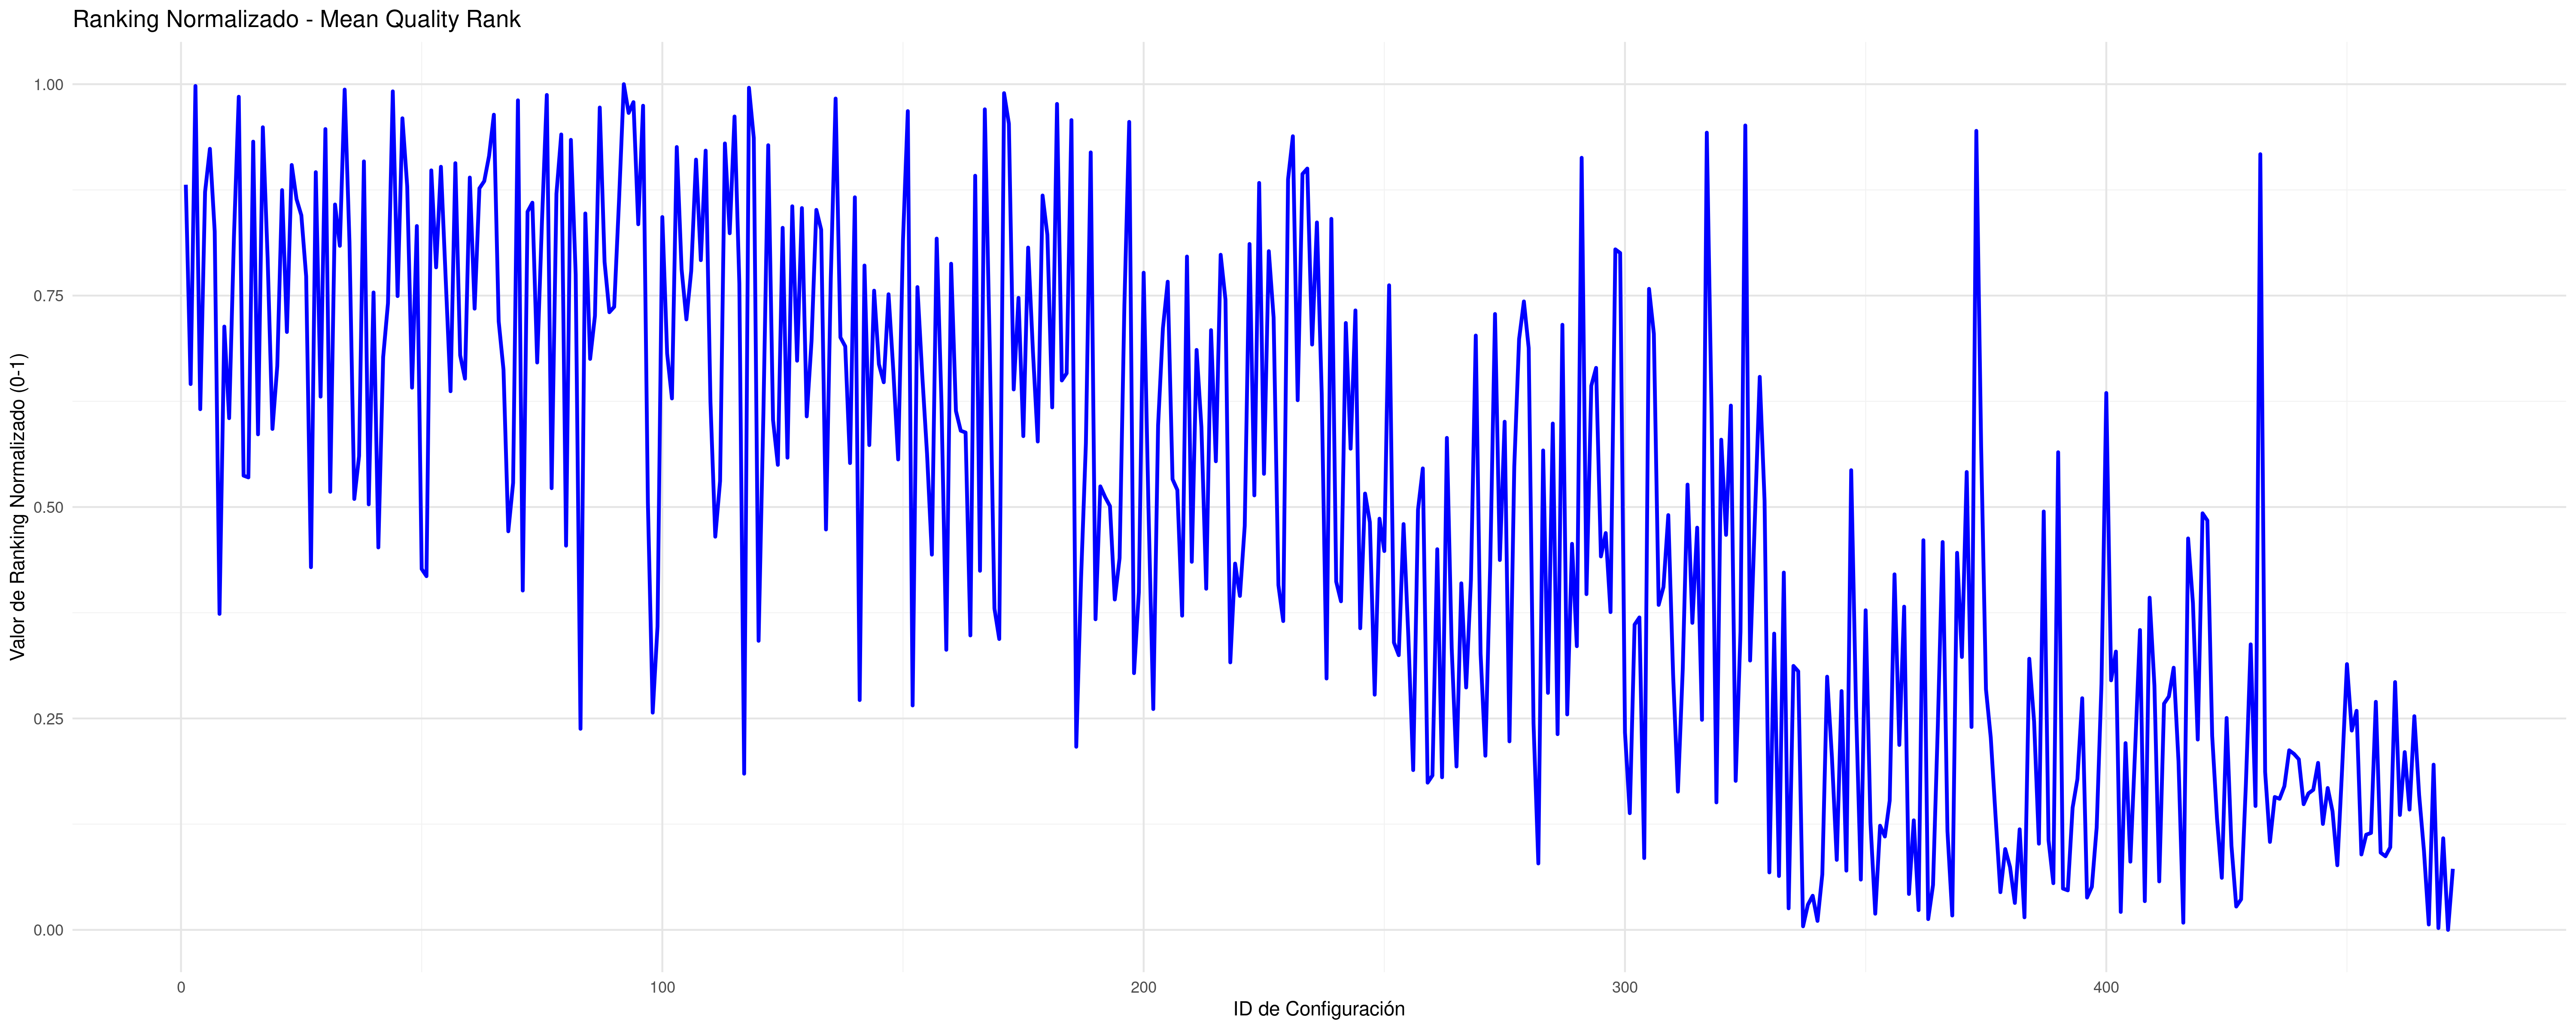 Ranking Normalizado - Mean Quality Rank
Valor de Ranking Normalizado (0-1)
1.00
0.75
0.50
0.25
0.00
0 100 200 300 400
ID de Configuración